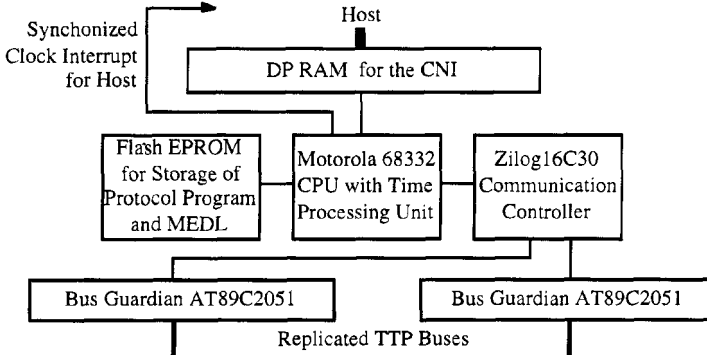 Host
Synchonized
Clock Interrupt
for Host
DP RAM for the CNI
Flash EPROM
for Storage of
Protocol Program
and MEDL
Motorola 68332
CPU with Time
Processing Unit
Zilog16C30
Communication
Controller
Bus Guardian AT89C2051
Bus Guardian AT89C2051
Replicated TTP Buses